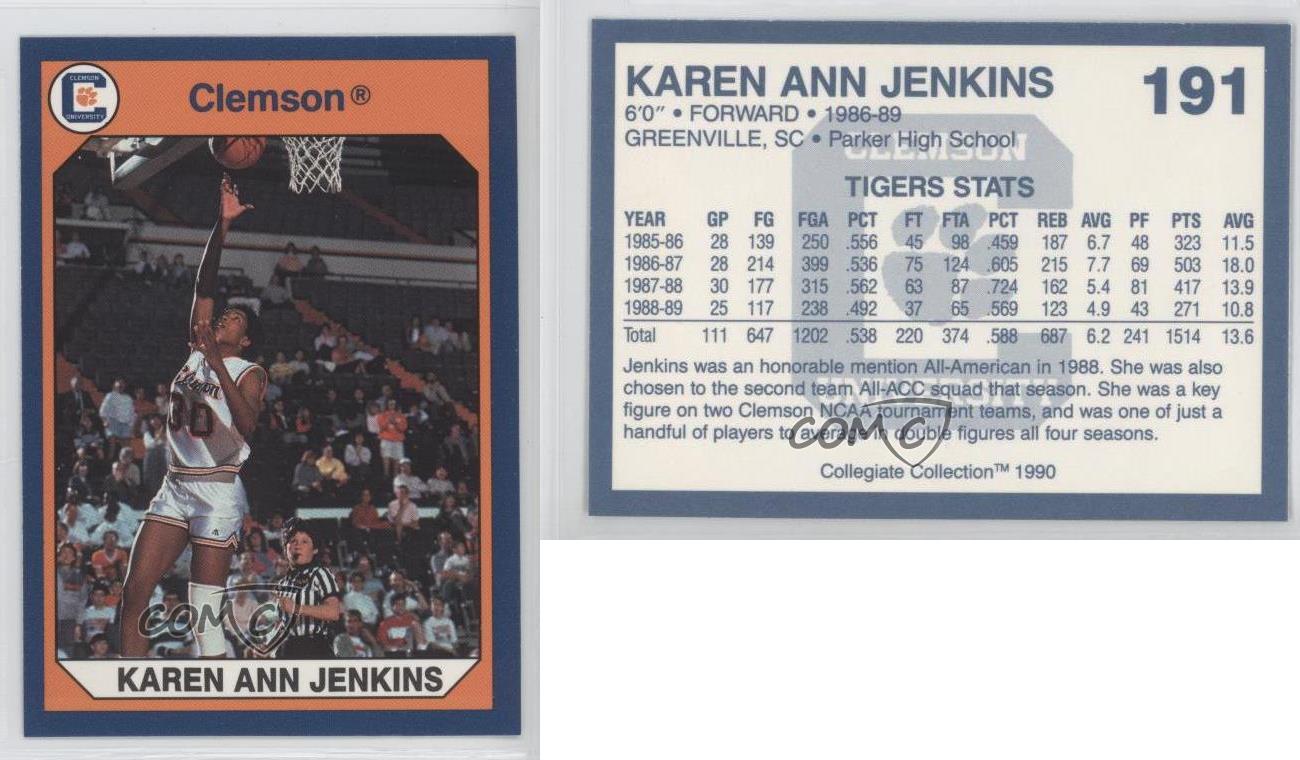 CLEMSON
UNIVERSITY
Clemson®
Clemson
00
COMC
KAREN ANN JENKINS
KAREN ANN JENKINS 191
6'0" • FORWARD • 1986-89
GREENVILLE, SC • Parker High School
CLEMSON
TIGERS STATS
YEAR GP FG FGA PCT FT FTA PCT REB AVG PF PTS AVG
1985-86 28 139 250 .556 45 98 .459 187 6.7 48 323 11.5
1986-87 28 214 399 .536 75 124 .605 215 7.7 69 503 18.0
1987-88 30 177 315 .562 63 87 .724 162 5.4 81 417 13.9
1988-89 25 117 238 .492 37 65 .569 123 4.9 43 271 10.8
Total 111 647 1202 .538 220 374 .588 687 6.2 241 1514 13.6
Jenkins was an honorable mention All-American in 1988. She was also
chosen to the second team All-ACC squad that season. She was a key
UNIVERSITY
figure on two Clemson NCAA tournament teams, and was one of just a
handful of players to average in double figures all four seasons.
COMC
Collegiate Collection™ 1990